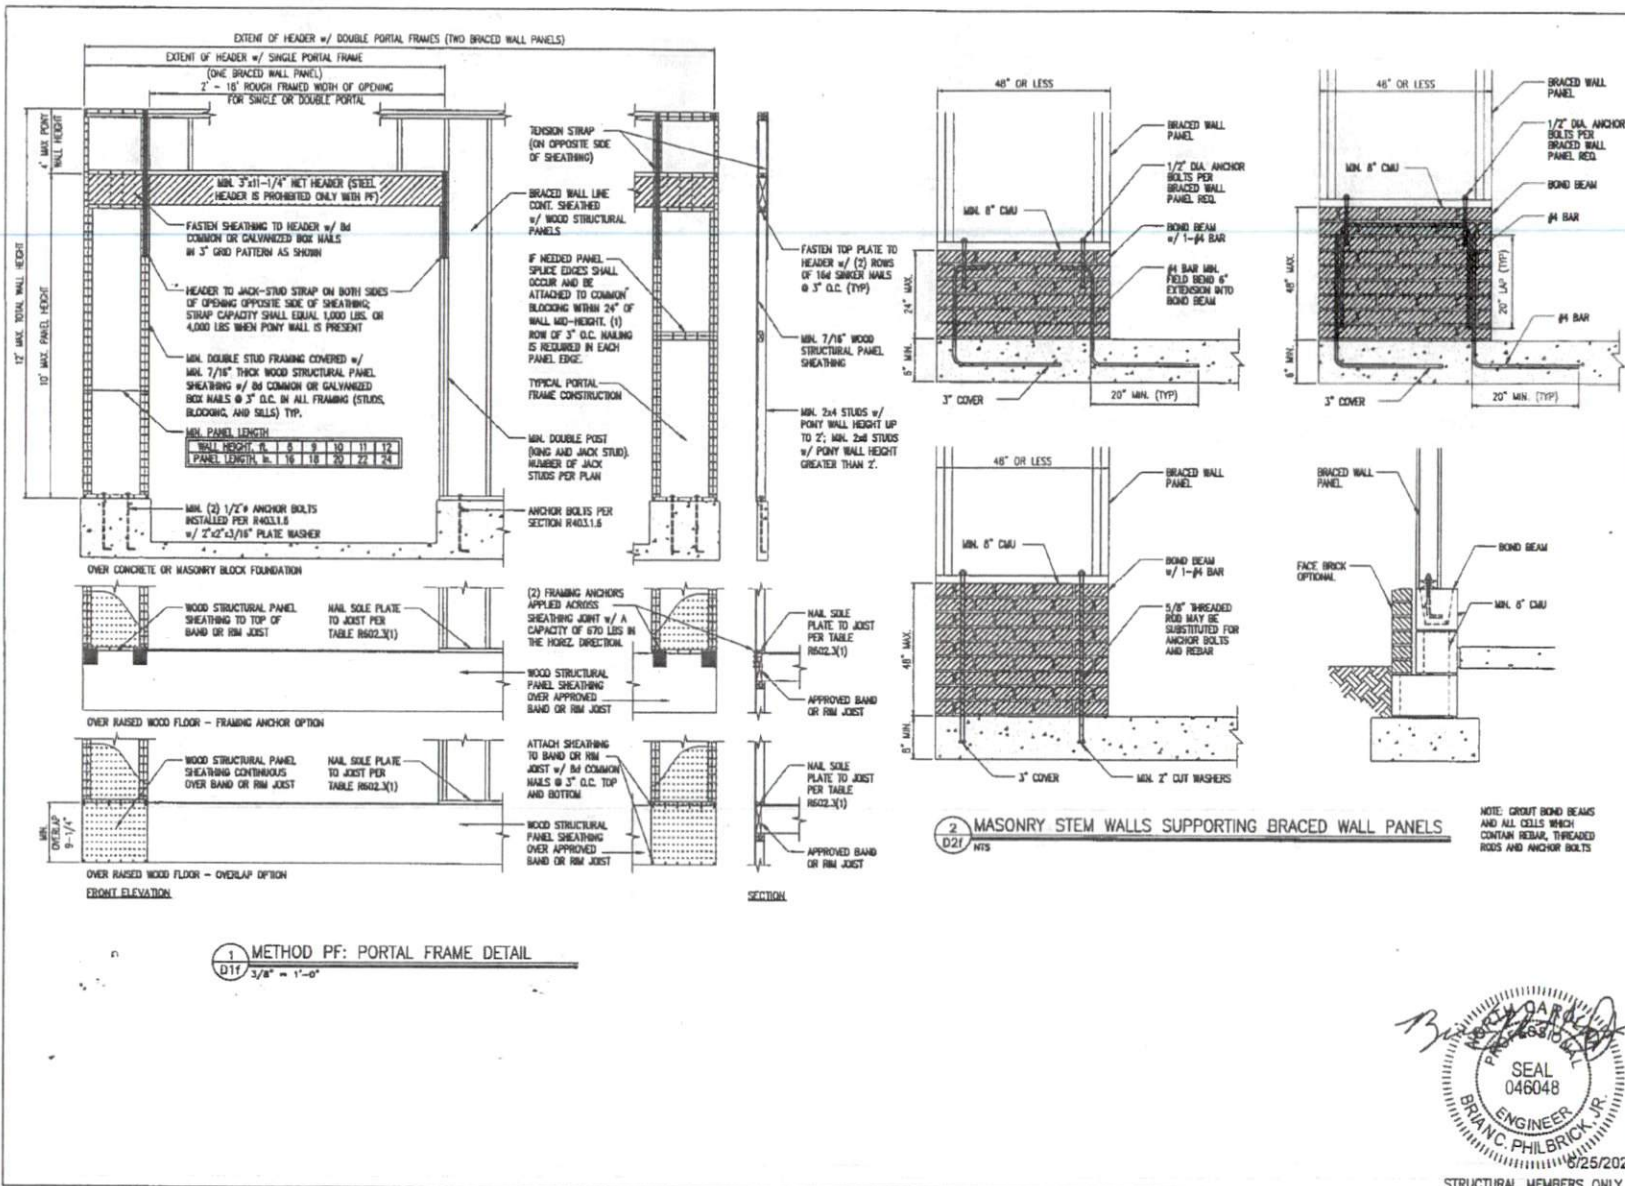 EXTENT OF HEADER w/ DOUBLE PORTAL FRAMES (TWO BRACED WALL PANELS)
EXTENT OF HEADER w/ SINGLE PORTAL FRAME
(ONE BRACED WALL PANEL)
2' - 18' ROUGH FRAMED WIDTH OF OPENING
FOR SINGLE OR DOUBLE PORTAL
4' MAX PONY
WALL HEIGHT
12' MAX. TOTAL WALL HEIGHT
10' MAX. PANEL HEIGHT
MIN. 3"x11-1/4" NET HEADER (STEEL
HEADER IS PROHIBITED ONLY WITH PF)
FASTEN SHEATHING TO HEADER w/ 8d
COMMON OR GALVANIZED BOX NAILS
IN 3" GRID PATTERN AS SHOWN
HEADER TO JACK-STUD STRAP ON BOTH SIDES
OF OPENING OPPOSITE SIDE OF SHEATHING;
STRAP CAPACITY SHALL EQUAL 1,000 LBS. OR
4,000 LBS WHEN PONY WALL IS PRESENT
MIN. DOUBLE STUD FRAMING COVERED w/
MIN. 7/16" THICK WOOD STRUCTURAL PANEL
SHEATHING w/ 8d COMMON OR GALVANIZED
BOX NAILS @ 3" O.C. IN ALL FRAMING (STUDS,
BLOCKING, AND SILLS) TYP.
MIN. PANEL LENGTH
WALL HEIGHT, ft. 8 9 10 11 12
PANEL LENGTH, in. 16 18 20 22 24
MIN. (2) 1/2"ø ANCHOR BOLTS
INSTALLED PER R403.1.6
w/ 2"x2"x3/16" PLATE WASHER
OVER CONCRETE OR MASONRY BLOCK FOUNDATION
TENSION STRAP
(ON OPPOSITE SIDE
OF SHEATHING)
BRACED WALL LINE
CONT. SHEATHED
w/ WOOD STRUCTURAL
PANELS
IF NEEDED PANEL
SPLICE EDGES SHALL
OCCUR AND BE
ATTACHED TO COMMON
BLOCKING WITHIN 24" OF
WALL MID-HEIGHT. (1)
ROW OF 3" O.C. NAILING
IS REQUIRED IN EACH
PANEL EDGE.
TYPICAL PORTAL
FRAME CONSTRUCTION
MIN. DOUBLE POST
(KING AND JACK STUD).
NUMBER OF JACK
STUDS PER PLAN
ANCHOR BOLTS PER
SECTION R403.1.6
FASTEN TOP PLATE TO
HEADER w/ (2) ROWS
OF 16d SINKER NAILS
@ 3" O.C. (TYP)
MIN. 7/16" WOOD
STRUCTURAL PANEL
SHEATHING
MIN. 2x4 STUDS w/
PONY WALL HEIGHT UP
TO 2'; MIN. 2x6 STUDS
w/ PONY WALL HEIGHT
GREATER THAN 2'.
WOOD STRUCTURAL PANEL
SHEATHING TO TOP OF
BAND OR RIM JOIST
NAIL SOLE PLATE
TO JOIST PER
TABLE R602.3(1)
(2) FRAMING ANCHORS
APPLIED ACROSS
SHEATHING JOINT w/ A
CAPACITY OF 670 LBS IN
THE HORIZ. DIRECTION.
WOOD STRUCTURAL
PANEL SHEATHING
OVER APPROVED
BAND OR RIM JOIST
NAIL SOLE
PLATE TO JOIST
PER TABLE
R602.3(1)
APPROVED BAND
OR RIM JOIST
OVER RAISED WOOD FLOOR - FRAMING ANCHOR OPTION
WOOD STRUCTURAL PANEL
SHEATHING CONTINUOUS
OVER BAND OR RIM JOIST
NAIL SOLE PLATE
TO JOIST PER
TABLE R602.3(1)
ATTACH SHEATHING
TO BAND OR RIM
JOIST w/ 8d COMMON
NAILS @ 3" O.C. TOP
AND BOTTOM
WOOD STRUCTURAL
PANEL SHEATHING
OVER APPROVED
BAND OR RIM JOIST
NAIL SOLE
PLATE TO JOIST
PER TABLE
R602.3(1)
APPROVED BAND
OR RIM JOIST
MIN.
OVERLAP
9-1/4"
OVER RAISED WOOD FLOOR - OVERLAP OPTION
FRONT ELEVATION
SECTION
1
D1f
METHOD PF: PORTAL FRAME DETAIL
3/8" = 1'-0"
48" OR LESS
BRACED WALL
PANEL
1/2" DIA. ANCHOR
BOLTS PER
BRACED WALL
PANEL REQ.
MIN. 8" CMU
BOND BEAM
w/ 1-#4 BAR
#4 BAR MIN.
FIELD BEND 6"
EXTENSION INTO
BOND BEAM
24" MAX.
6" MIN.
3" COVER
20" MIN. (TYP)
48" OR LESS
BRACED WALL
PANEL
1/2" DIA. ANCHOR
BOLTS PER
BRACED WALL
PANEL REQ.
MIN. 8" CMU
BOND BEAM
#4 BAR
48" MAX.
20" LAP (TYP)
#4 BAR
6" MIN.
3" COVER
20" MIN. (TYP)
48" OR LESS
BRACED WALL
PANEL
MIN. 8" CMU
BOND BEAM
w/ 1-#4 BAR
5/8" THREADED
ROD MAY BE
SUBSTITUTED FOR
ANCHOR BOLTS
AND REBAR
48" MAX.
6" MIN.
3" COVER
MIN. 2" CUT WASHERS
BRACED WALL
PANEL
BOND BEAM
FACE BRICK
OPTIONAL
MIN. 8" CMU
2
D2f
MASONRY STEM WALLS SUPPORTING BRACED WALL PANELS
NTS
NOTE: GROUT BOND BEAMS
AND ALL CELLS WHICH
CONTAIN REBAR, THREADED
RODS AND ANCHOR BOLTS
NORTH CAROLINA
PROFESSIONAL
SEAL
046048
ENGINEER
BRIAN C. PHILBRICK, JR.
6/25/202
STRUCTURAL MEMBERS ONLY